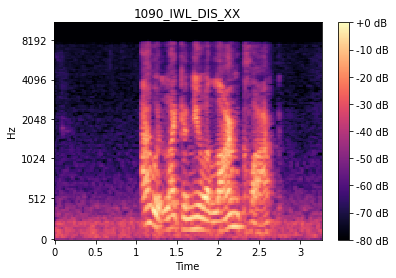 1090_IWL_DIS_XX
+0 dB
8192
-10 dB
4096
-20 dB
-30 dB
Hz
2048
-40 dB
1024
-50 dB
512
-60 dB
-70 dB
0
-80 dB
0 0.5 1 1.5 2 2.5 3
Time